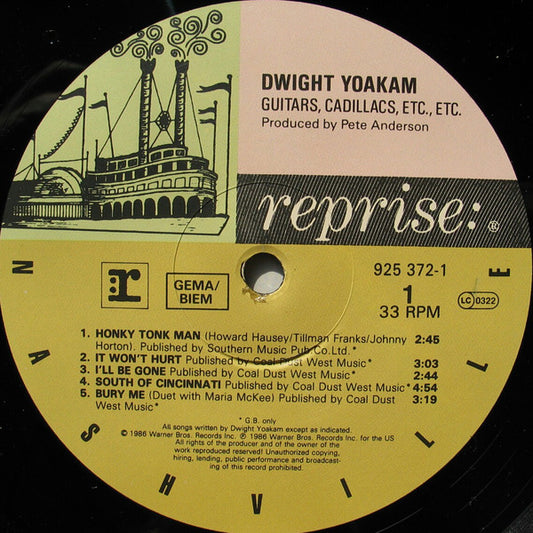 DWIGHT YOAKAM
GUITARS, CADILLACS, ETC., ETC.
Produced by Pete Anderson
reprise: ®
NASHVILLE
r
GEMA/
BIEM
925 372-1
1
33 RPM
LC 0322
1. HONKY TONK MAN (Howard Hausey/Tillman Franks/Johnny 2:45
Horton). Published by Southern Music Pub. Co. Ltd.*
2. IT WON'T HURT Published by Coal Dust West Music* 3:03
3. I'LL BE GONE Published by Coal Dust West Music* 2:44
4. SOUTH OF CINCINNATI Published by Coal Dust West Music* 4:54
5. BURY ME (Duet with Maria McKee) Published by Coal Dust 3:19
West Music*
* G.B. only
All songs written by Dwight Yoakam except as indicated.
© 1986 Warner Bros. Records Inc. ℗ 1986 Warner Bros. Records Inc. for the US
All rights of the producer and of the owner of the
work reproduced reserved! Unauthorized copying,
hiring, lending, public performance and broadcast-
ing of this record prohibited.